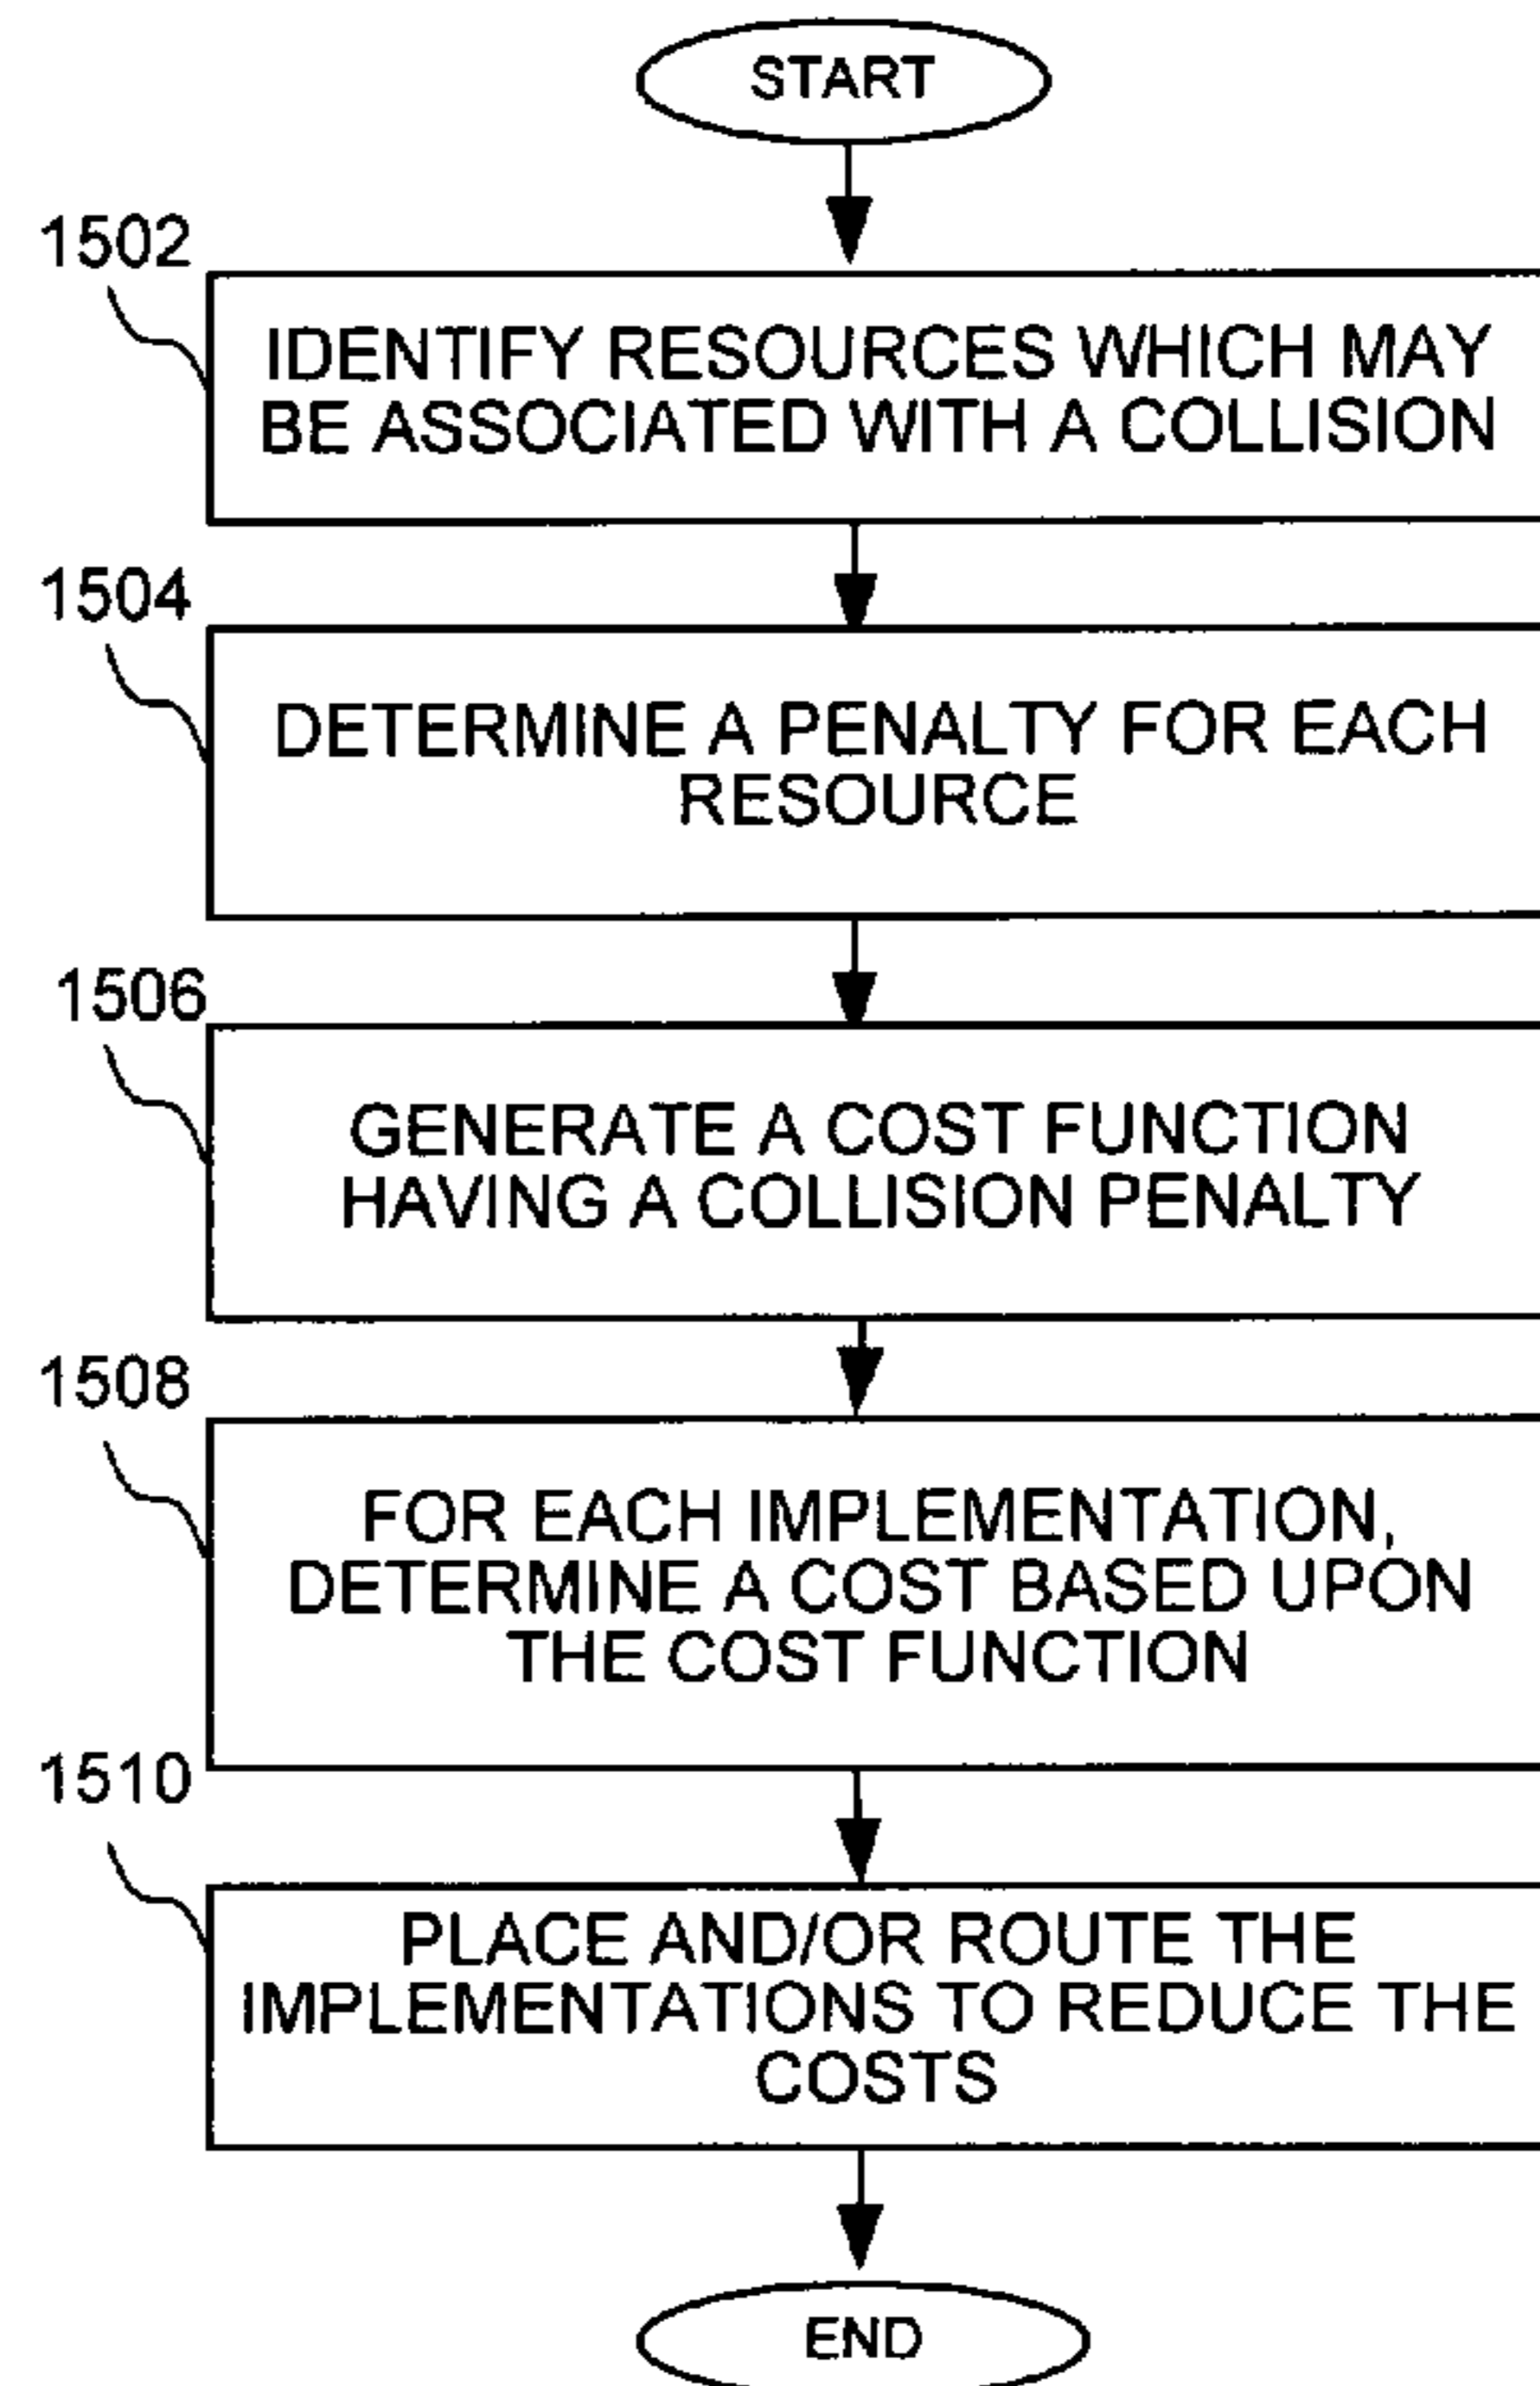 START
1502
IDENTIFY RESOURCES WHICH MAY
BE ASSOCIATED WITH A COLLISION
1504
DETERMINE A PENALTY FOR EACH
RESOURCE
1506
GENERATE A COST FUNCTION
HAVING A COLLISION PENALTY
1508
FOR EACH IMPLEMENTATION,
DETERMINE A COST BASED UPON
THE COST FUNCTION
1510
PLACE AND/OR ROUTE THE
IMPLEMENTATIONS TO REDUCE THE
COSTS
END